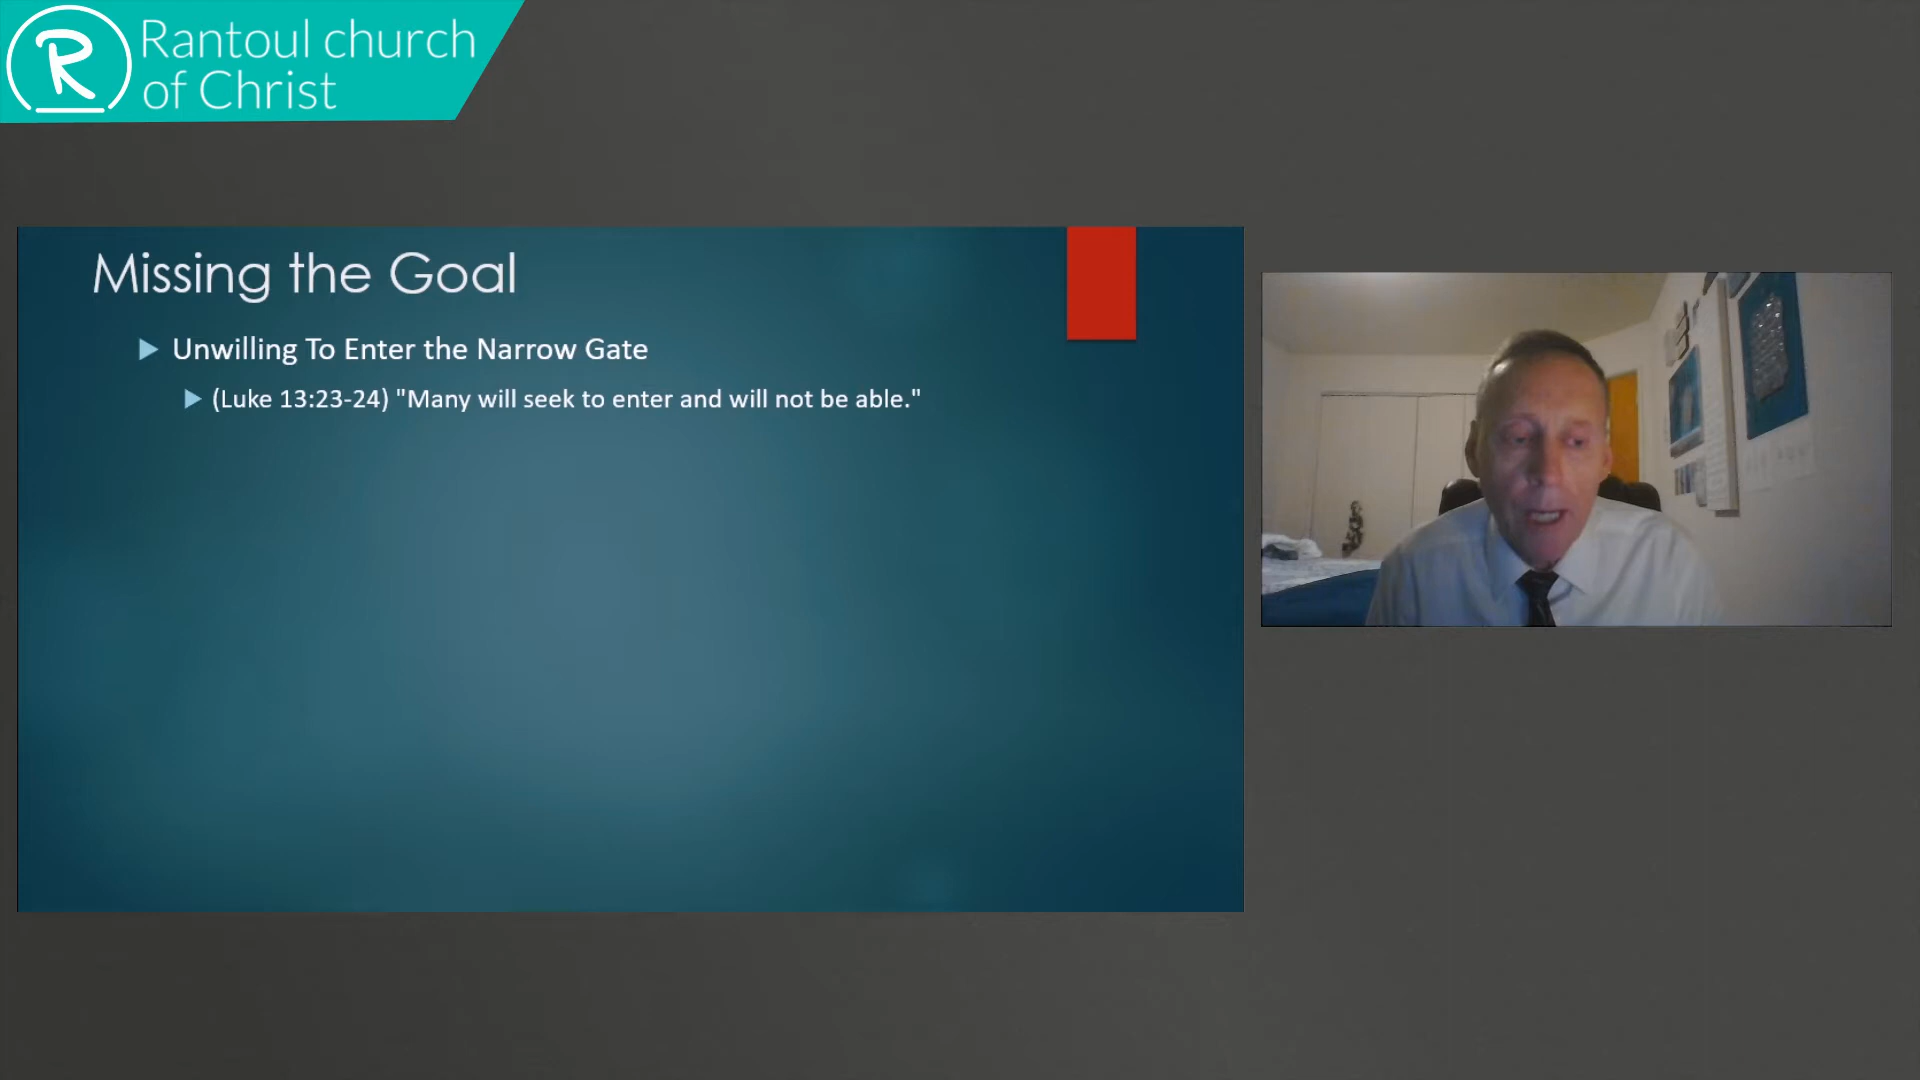 Rantoul church
of Christ
Missing the Goal
Unwilling To Enter the Narrow Gate
(Luke 13:23-24) "Many will seek to enter and will not be able."